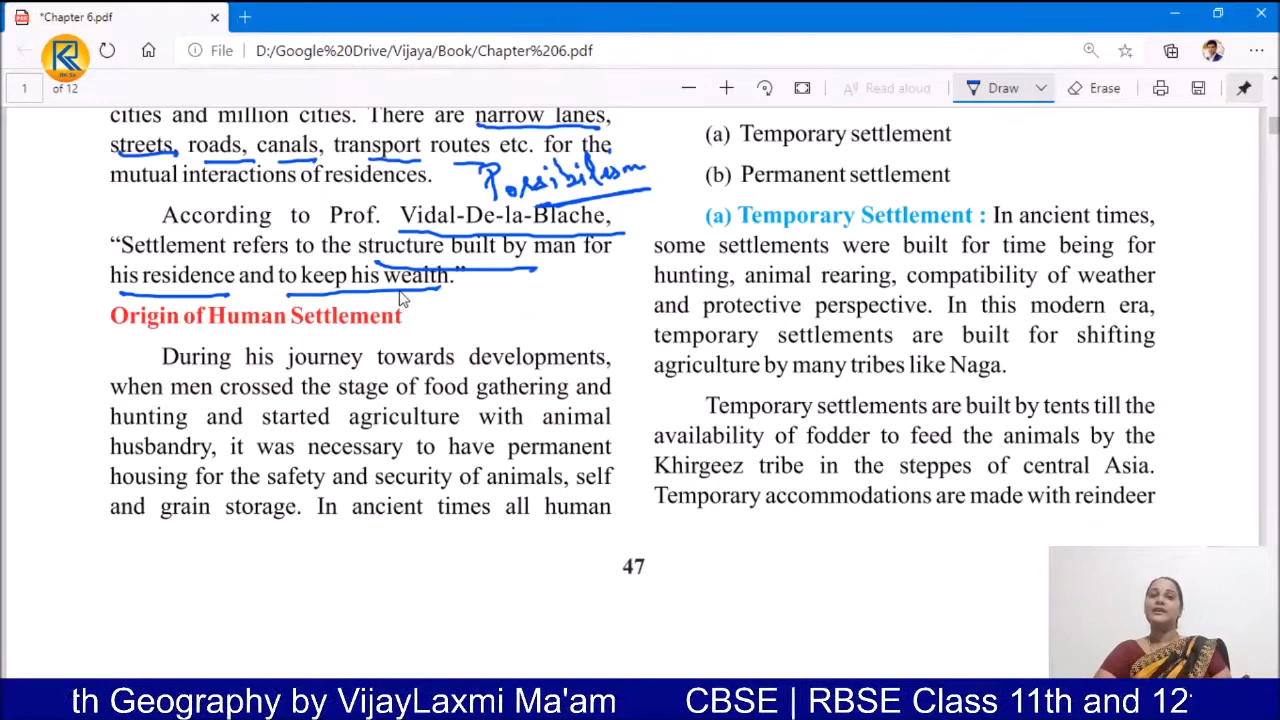 *Chapter 6.pdf
File
D:/Google%20Drive/Vijaya/Book/Chapter%206.pdf
1
of 12
Read aloud
Draw
Erase
cities and million cities. There are narrow lanes,
streets, roads, canals, transport routes etc. for the
mutual interactions of residences.
Possibilism
According to Prof. Vidal-De-la-Blache,
“Settlement refers to the structure built by man for
his residence and to keep his wealth.”
Origin of Human Settlement
During his journey towards developments,
when men crossed the stage of food gathering and
hunting and started agriculture with animal
husbandry, it was necessary to have permanent
housing for the safety and security of animals, self
and grain storage. In ancient times all human
(a) Temporary settlement
(b) Permanent settlement
(a) Temporary Settlement : In ancient times,
some settlements were built for time being for
hunting, animal rearing, compatibility of weather
and protective perspective. In this modern era,
temporary settlements are built for shifting
agriculture by many tribes like Naga.
Temporary settlements are built by tents till the
availability of fodder to feed the animals by the
Khirgeez tribe in the steppes of central Asia.
Temporary accommodations are made with reindeer
47
th Geography by VijayLaxmi Ma'am CBSE | RBSE Class 11th and 12